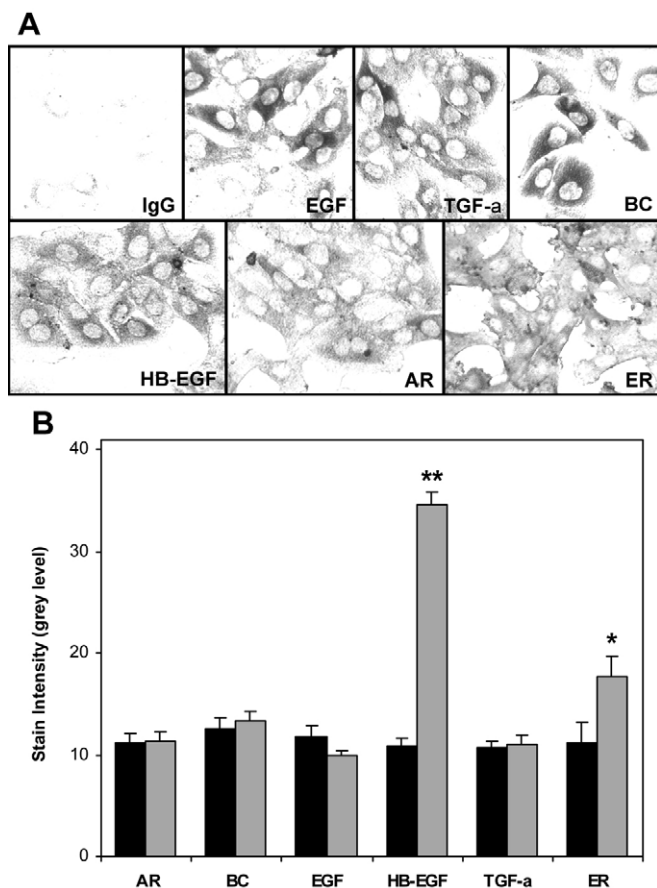 A
IgG
EGF
TGF-a
BC
HB-EGF
AR
ER
B
Stain Intensity (grey level)
40
30
20
10
0
**
*
AR BC EGF HB-EGF TGF-a ER